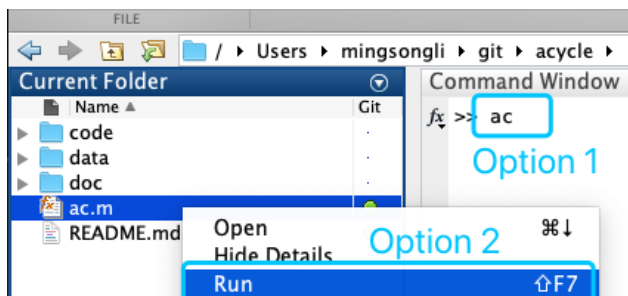 FILE
/ ▸ Users ▸ mingsongli ▸ git ▸ acycle ▸
Current Folder
Command Window
Name ▲ Git
fx >> ac
code
data
Option 1
doc
ac.m
README.md
Open ⌘↓
Option 2
Hide Details
Run ⇧F7